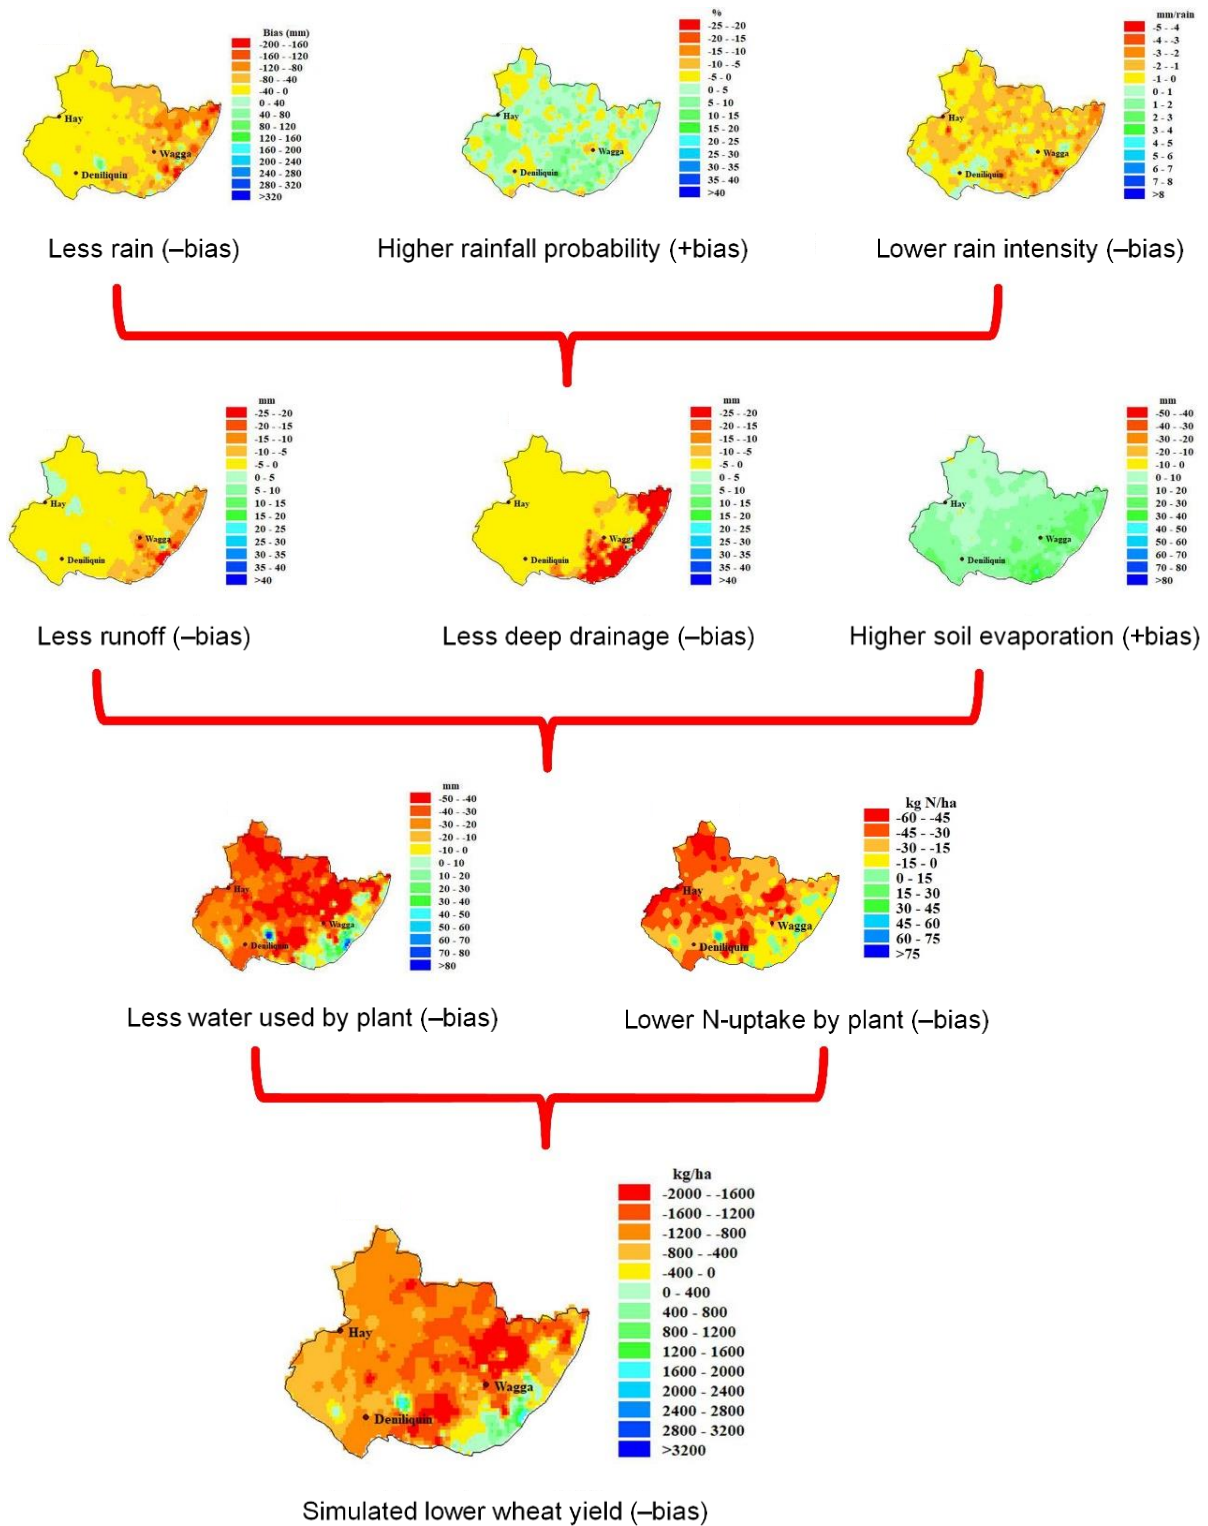 Bias (mm)
-200 - -160
-160 - -120
-120 - -80
-80 - -40
-40 - 0
0 - 40
40 - 80
80 - 120
120 - 160
160 - 200
200 - 240
240 - 280
280 - 320
>320
Hay
Wagga
Deniliquin
Less rain (–bias)
%
-25 - -20
-20 - -15
-15 - -10
-10 - -5
-5 - 0
0 - 5
5 - 10
10 - 15
15 - 20
20 - 25
25 - 30
30 - 35
35 - 40
>40
Hay
Wagga
Deniliquin
Higher rainfall probability (+bias)
mm/rain
-5 - -4
-4 - -3
-3 - -2
-2 - -1
-1 - 0
0 - 1
1 - 2
2 - 3
3 - 4
4 - 5
5 - 6
6 - 7
7 - 8
>8
Hay
Wagga
Deniliquin
Lower rain intensity (–bias)
mm
-25 - -20
-20 - -15
-15 - -10
-10 - -5
-5 - 0
0 - 5
5 - 10
10 - 15
15 - 20
20 - 25
25 - 30
30 - 35
35 - 40
>40
Hay
Wagga
Deniliquin
Less runoff (–bias)
mm
-25 - -20
-20 - -15
-15 - -10
-10 - -5
-5 - 0
0 - 5
5 - 10
10 - 15
15 - 20
20 - 25
25 - 30
30 - 35
35 - 40
>40
Hay
Wagga
Deniliquin
Less deep drainage (–bias)
mm
-50 - -40
-40 - -30
-30 - -20
-20 - -10
-10 - 0
0 - 10
10 - 20
20 - 30
30 - 40
40 - 50
50 - 60
60 - 70
70 - 80
>80
Hay
Wagga
Deniliquin
Higher soil evaporation (+bias)
mm
-50 - -40
-40 - -30
-30 - -20
-20 - -10
-10 - 0
0 - 10
10 - 20
20 - 30
30 - 40
40 - 50
50 - 60
60 - 70
70 - 80
>80
Hay
Wagga
Deniliquin
Less water used by plant (–bias)
kg N/ha
-60 - -45
-45 - -30
-30 - -15
-15 - 0
0 - 15
15 - 30
30 - 45
45 - 60
60 - 75
>75
Hay
Wagga
Deniliquin
Lower N-uptake by plant (–bias)
kg/ha
-2000 - -1600
-1600 - -1200
-1200 - -800
-800 - -400
-400 - 0
0 - 400
400 - 800
800 - 1200
1200 - 1600
1600 - 2000
2000 - 2400
2400 - 2800
2800 - 3200
>3200
Hay
Wagga
Deniliquin
Simulated lower wheat yield (–bias)